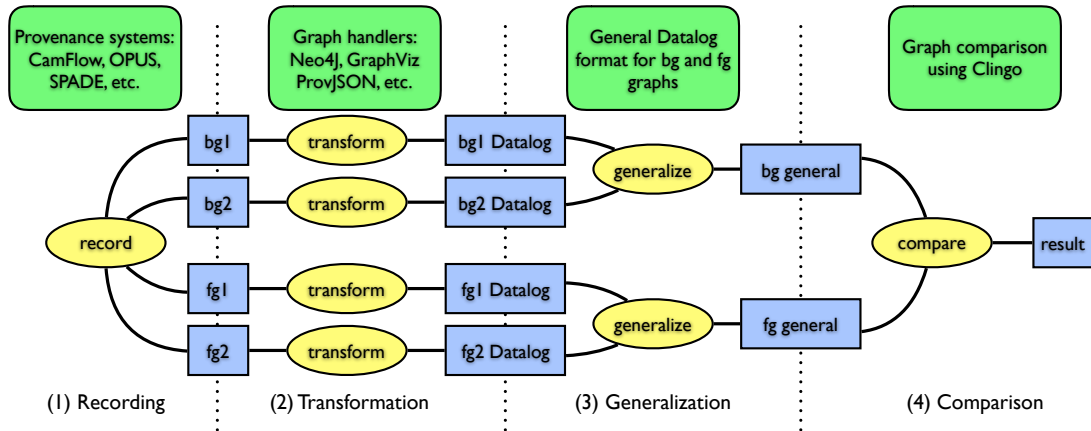 Provenance systems:
CamFlow, OPUS,
SPADE, etc.
Graph handlers:
Neo4J, GraphViz
ProvJSON, etc.
General Datalog
format for bg and fg
graphs
Graph comparison
using Clingo
bg1
transform
bg1 Datalog
generalize
bg general
bg2
transform
bg2 Datalog
record
compare
result
fg1
transform
fg1 Datalog
generalize
fg general
fg2
transform
fg2 Datalog
(1) Recording
(2) Transformation
(3) Generalization
(4) Comparison